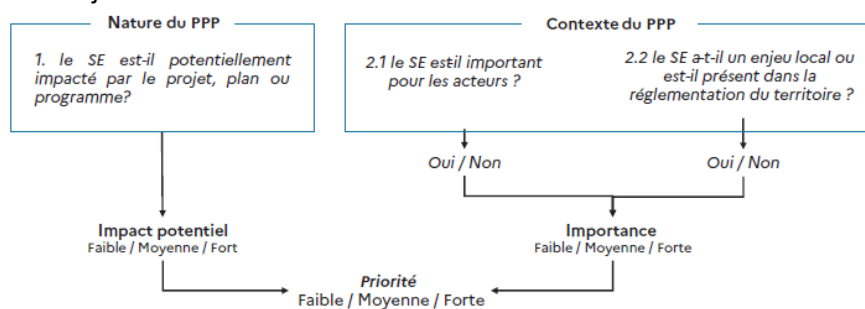 Nature du PPP
1. le SE est-il potentiellement
impacté par le projet, plan ou
programme?
Contexte du PPP
2.1 le SE estil important
pour les acteurs ?
2.2 le SE a-t-il un enjeu local ou
est-il présent dans la
réglementation du territoire ?
Oui / Non
Oui / Non
Impact potentiel
Faible / Moyenne / Fort
Importance
Faible / Moyenne / Forte
Priorité
Faible / Moyenne / Forte